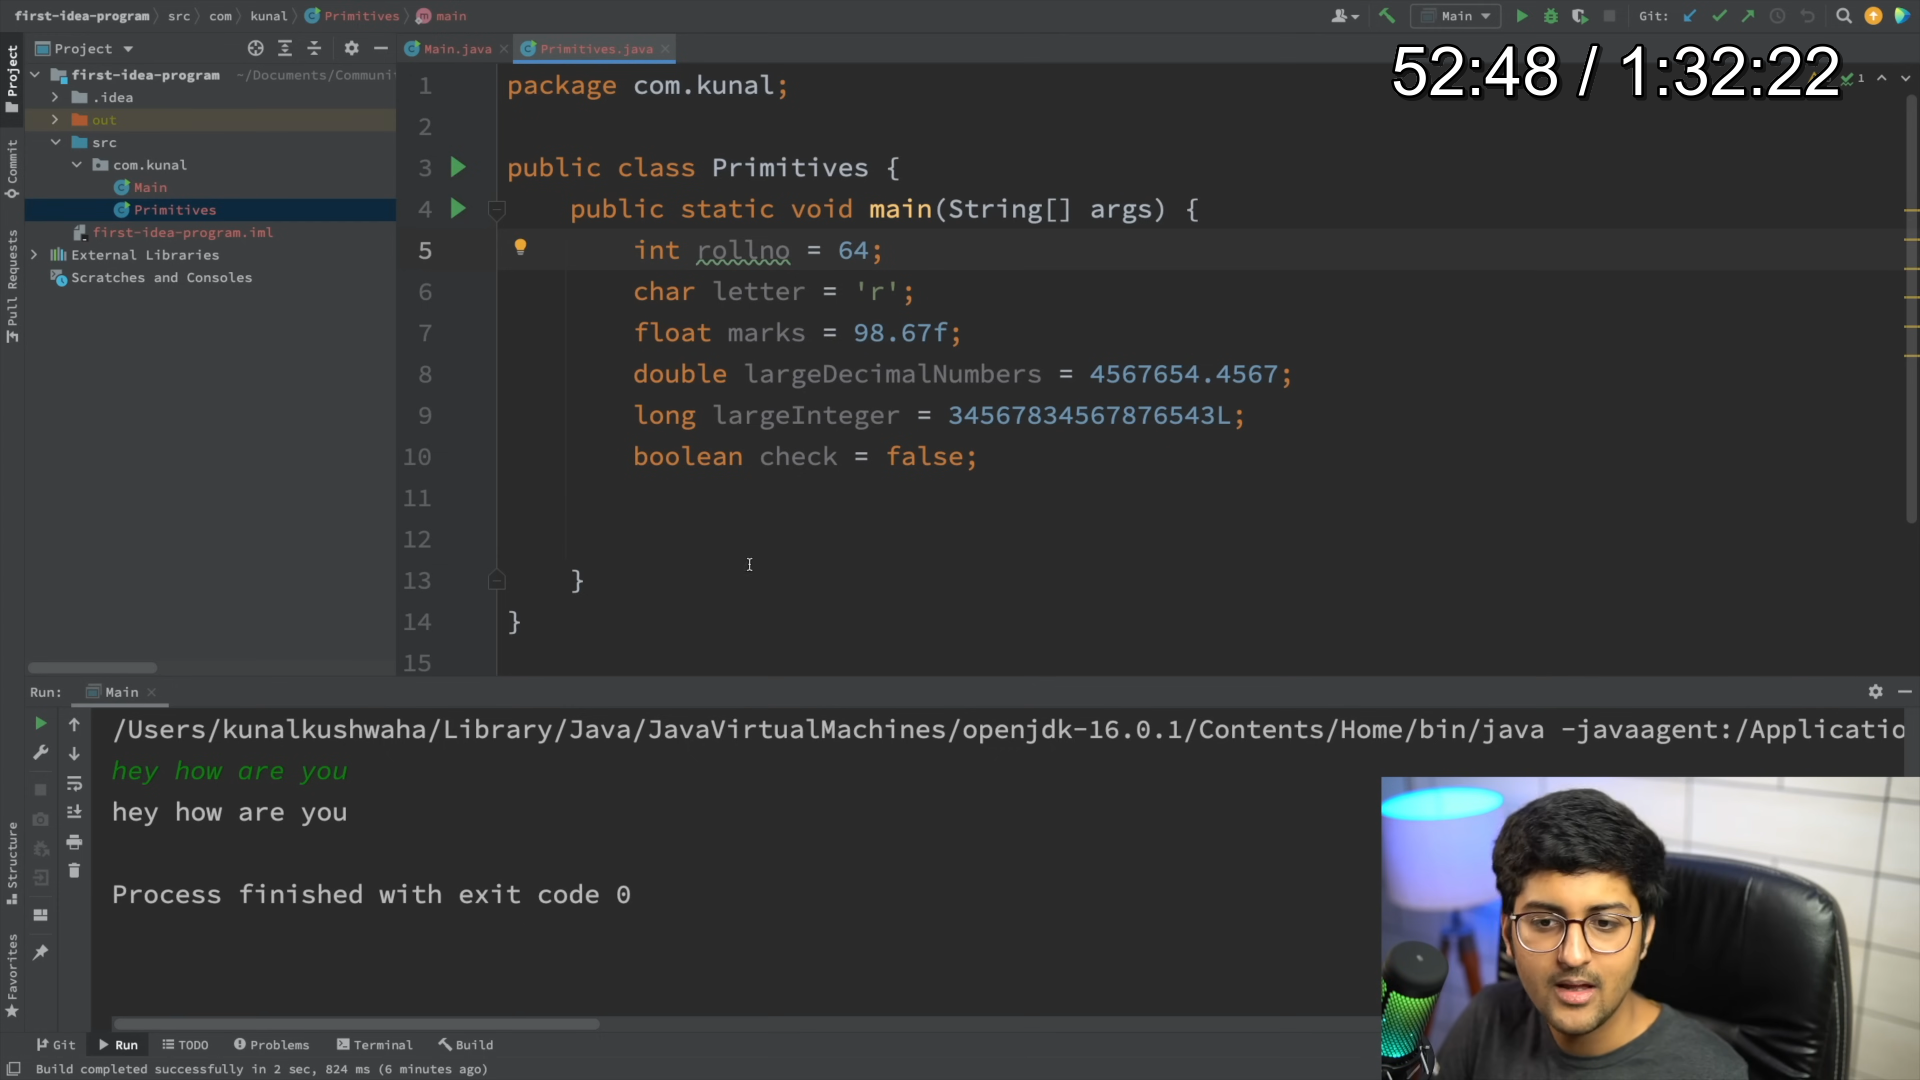 first-idea-program src com kunal Primitives main
Main
Git:
Project
Main.java
Primitives.java
52:48 / 1:32:22
1
first-idea-program ~/Documents/Communi
.idea
out
src
com.kunal
Main
Primitives
first-idea-program.iml
External Libraries
Scratches and Consoles
Project
Commit
Pull Requests
Structure
Favorites
1 package com.kunal;
2
3 public class Primitives {
4 public static void main(String[] args) {
5 int rollno = 64;
6 char letter = 'r';
7 float marks = 98.67f;
8 double largeDecimalNumbers = 4567654.4567;
9 long largeInteger = 34567834567876543L;
10 boolean check = false;
11
12
13 }
14 }
15
Run: Main
/Users/kunalkushwaha/Library/Java/JavaVirtualMachines/openjdk-16.0.1/Contents/Home/bin/java -javaagent:/Applicatio
hey how are you
hey how are you
Process finished with exit code 0
Git Run TODO Problems Terminal Build
Build completed successfully in 2 sec, 824 ms (6 minutes ago)